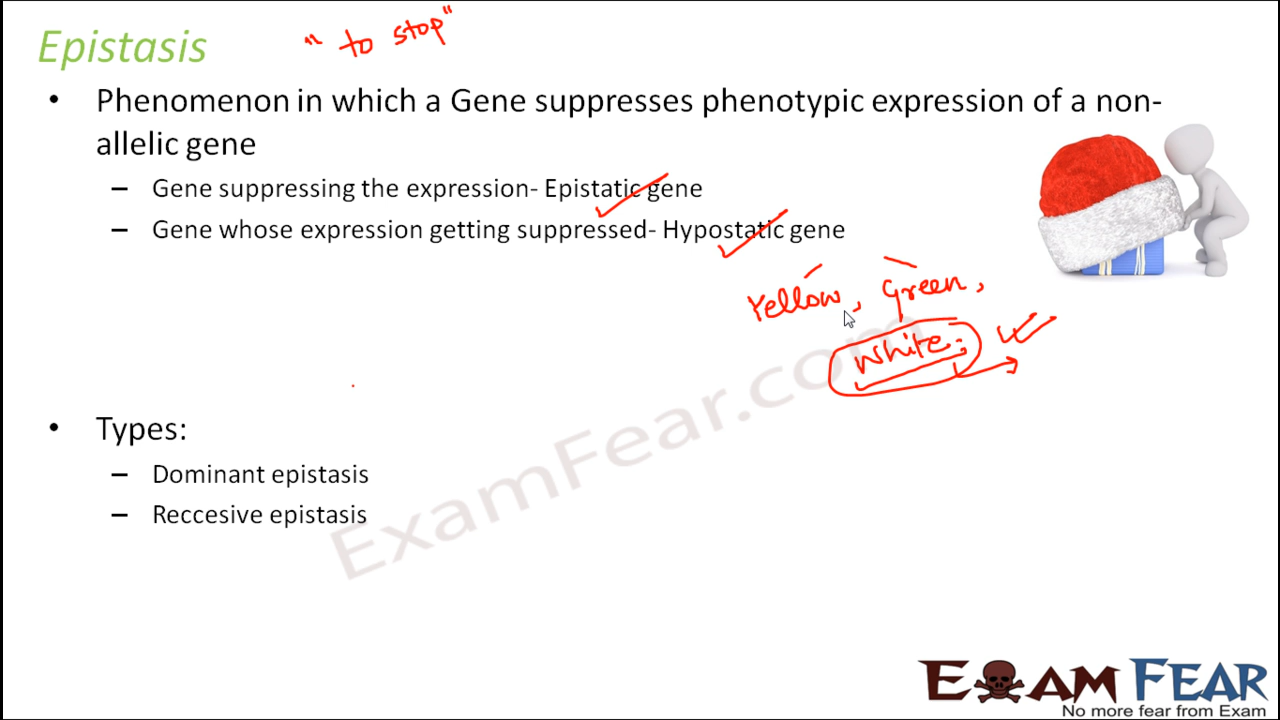 Epistasis
" to stop "
• Phenomenon in which a Gene suppresses phenotypic expression of a non-
allelic gene
– Gene suppressing the expression- Epistatic gene
– Gene whose expression getting suppressed- Hypostatic gene
Yellow, Green,
White.
• Types:
– Dominant epistasis
– Reccesive epistasis
ExamFear.com
EXAM FEAR
No more fear from Exam